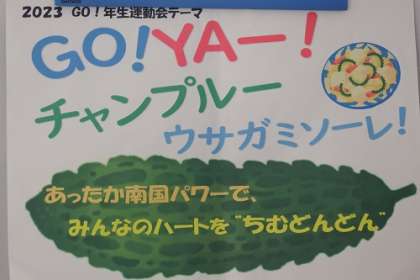 2023 GO！年生運動会テーマ
GO!YAー！
チャンプルー
ウサガミソーレ！
あったか南国パワーで、
みんなのハートを"ちむどんどん"